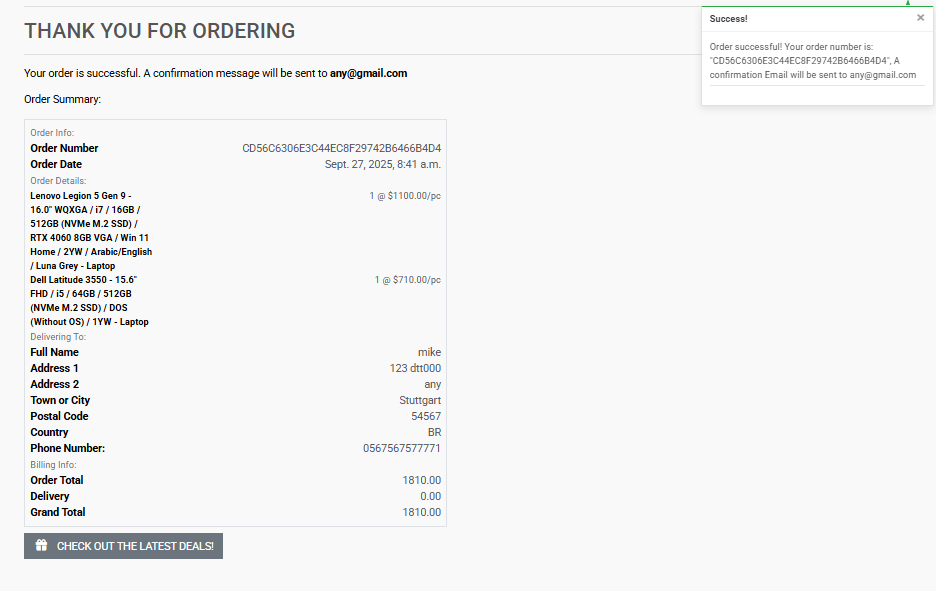 THANK YOU FOR ORDERING
Your order is successful. A confirmation message will be sent to any@gmail.com
Order Summary:
Order Info:
Order Number CD56C6306E3C44EC8F29742B6466B4D4
Order Date Sept. 27, 2025, 8:41 a.m.
Order Details:
Lenovo Legion 5 Gen 9 - 1 @ $1100.00/pc
16.0" WQXGA / i7 / 16GB /
512GB (NVMe M.2 SSD) /
RTX 4060 8GB VGA / Win 11
Home / 2YW / Arabic/English
/ Luna Grey - Laptop
Dell Latitude 3550 - 15.6" 1 @ $710.00/pc
FHD / i5 / 64GB / 512GB
(NVMe M.2 SSD) / DOS
(Without OS) / 1YW - Laptop
Delivering To:
Full Name mike
Address 1 123 dtt000
Address 2 any
Town or City Stuttgart
Postal Code 54567
Country BR
Phone Number: 0567567577771
Billing Info:
Order Total 1810.00
Delivery 0.00
Grand Total 1810.00
CHECK OUT THE LATEST DEALS!
Success! ×
Order successful! Your order number is:
"CD56C6306E3C44EC8F29742B6466B4D4", A
confirmation Email will be sent to any@gmail.com